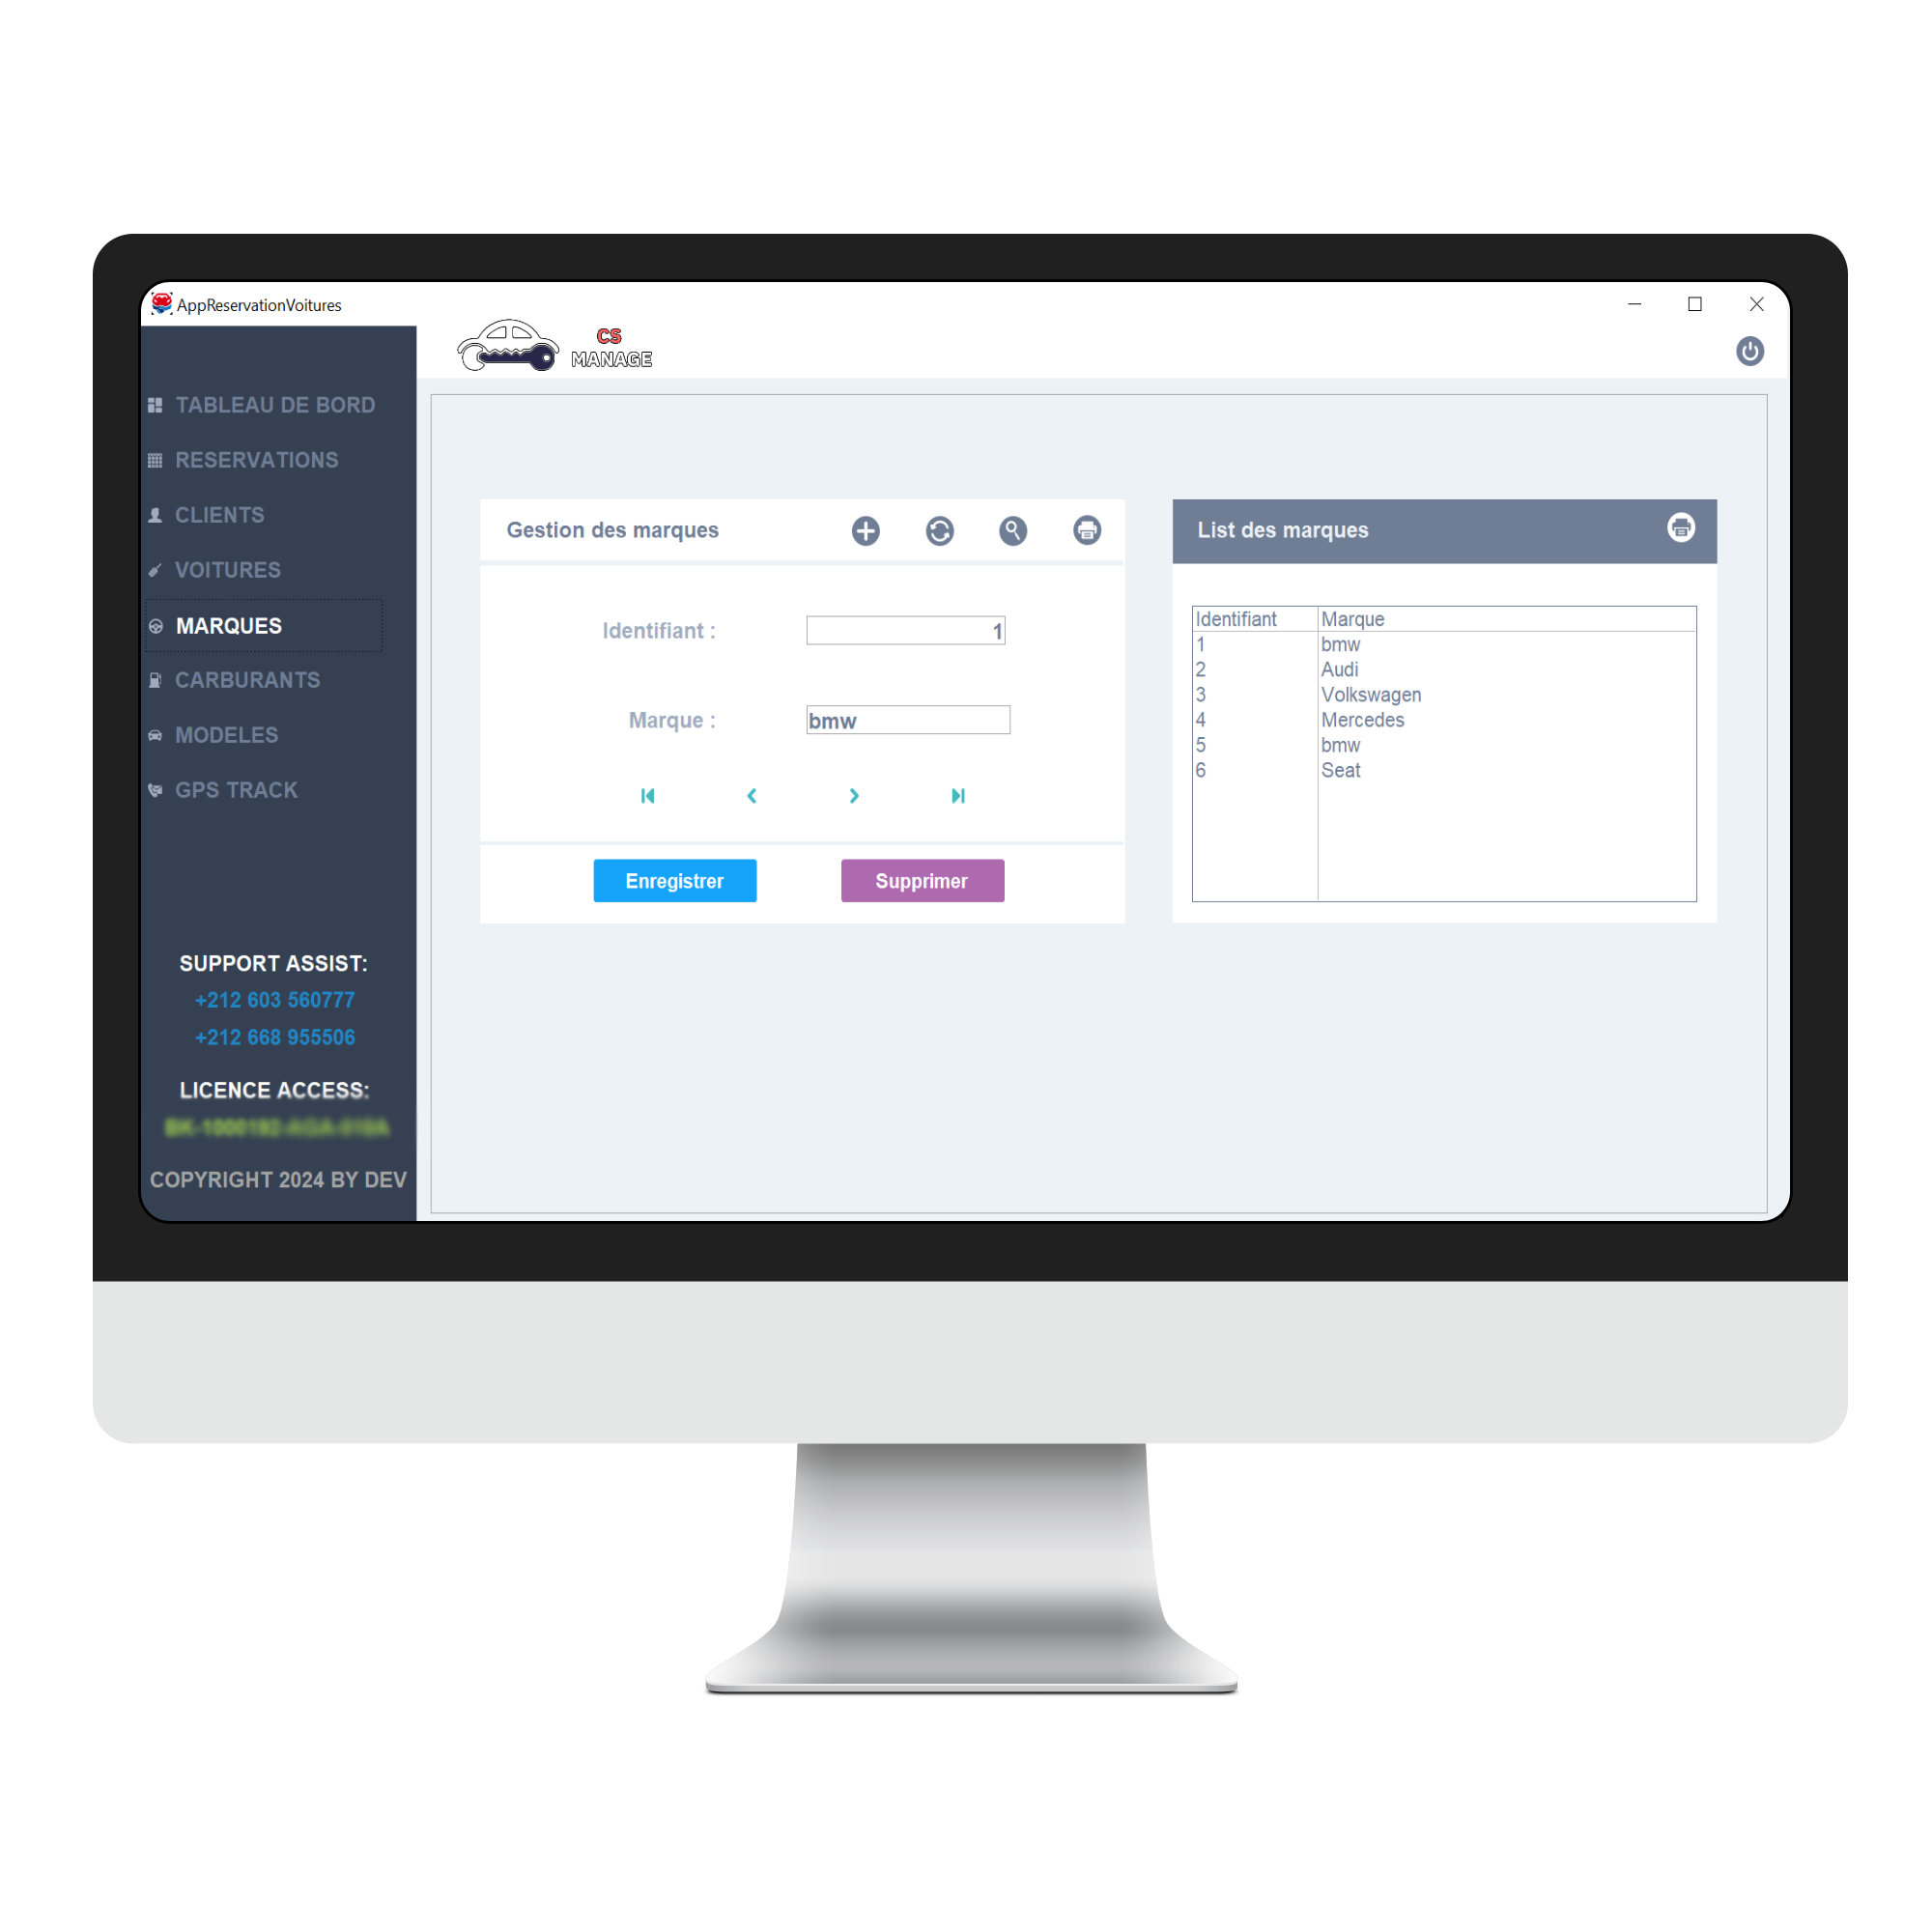 AppReservationVoitures
CS
MANAGE
TABLEAU DE BORD
RESERVATIONS
CLIENTS
VOITURES
MARQUES
CARBURANTS
MODELES
GPS TRACK
SUPPORT ASSIST:
+212 603 560777
+212 668 955506
LICENCE ACCESS:
COPYRIGHT 2024 BY DEV
Gestion des marques
Identifiant : 1
Marque : bmw
Enregistrer Supprimer
List des marques
Identifiant Marque
1 bmw
2 Audi
3 Volkswagen
4 Mercedes
5 bmw
6 Seat